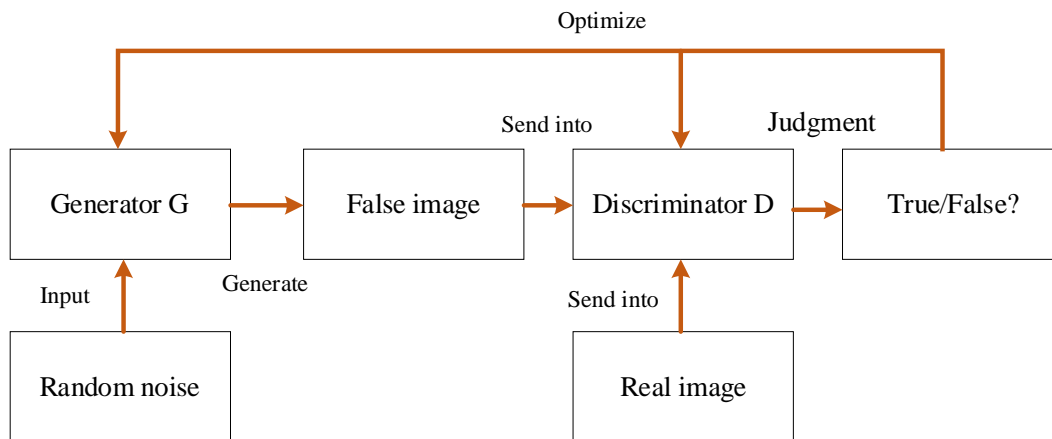 Optimize
Send into
Judgment
Generator G
False image
Discriminator D
True/False?
Input
Generate
Send into
Random noise
Real image